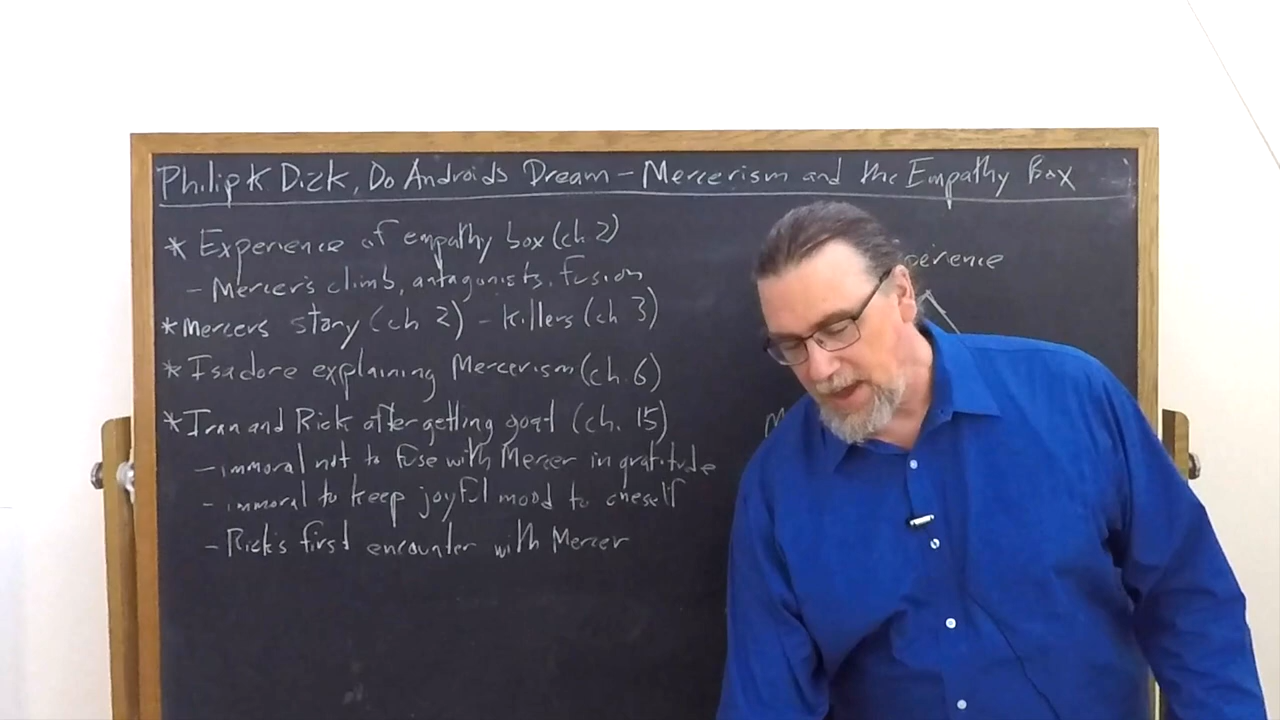 Philip K Dick, Do Androids Dream - Mercerism and the Empathy Box
* Experience of empathy box (ch 2)
- Mercer's climb, antagonists, fusion
* Mercers story (ch 2) - killers (ch 3)
* Isadore explaining Mercerism (ch. 6)
* Iran and Rick after getting goat (ch. 15)
- immoral not to fuse with Mercer in gratitude
- immoral to keep joyful mood to oneself
- Rick's first encounter with Mercer
perience
M